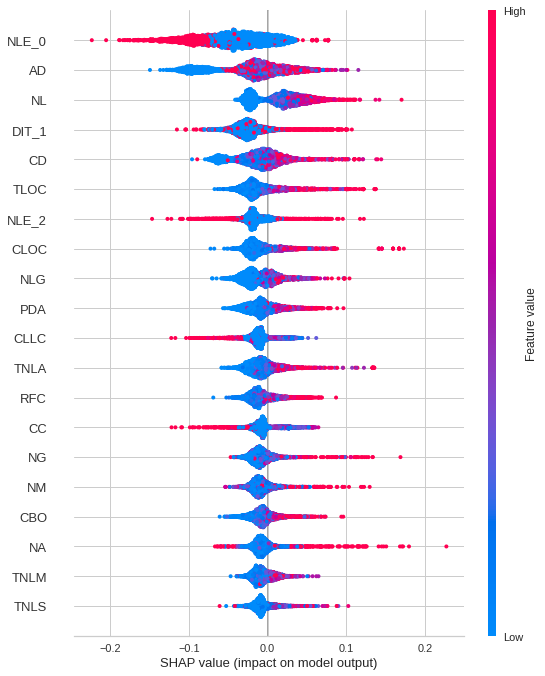 High
NLE_0
AD
NL
DIT_1
CD
TLOC
NLE_2
CLOC
NLG
PDA
CLLC
TNLA
RFC
CC
NG
NM
CBO
NA
TNLM
TNLS
Feature value
Low
−0.2 −0.1 0.0 0.1 0.2
SHAP value (impact on model output)